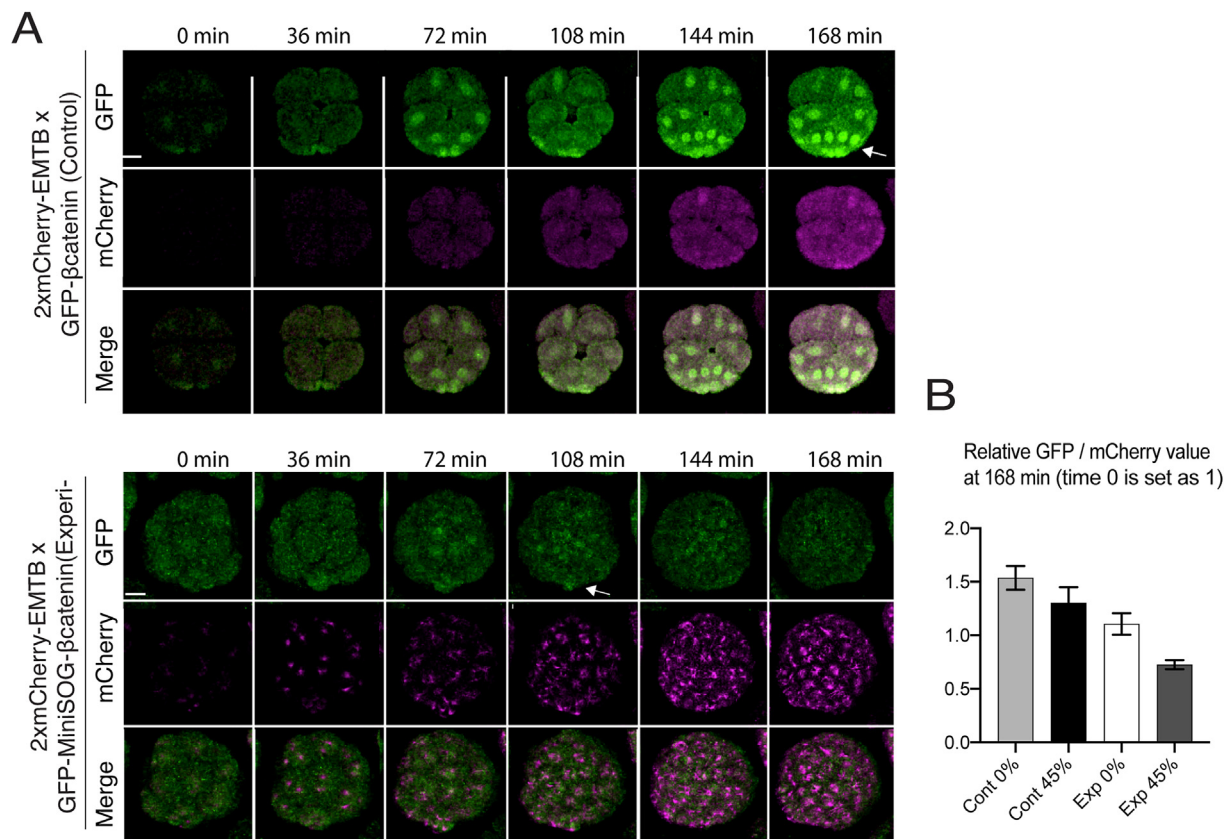 A
0 min 36 min 72 min 108 min 144 min 168 min
2xmCherry-EMTB x
GFP-βcatenin (Control)
GFP
mCherry
Merge
0 min 36 min 72 min 108 min 144 min 168 min
2xmCherry-EMTB x
GFP-MiniSOG-βcatenin(Experi-
GFP
mCherry
Merge
B
Relative GFP / mCherry value
at 168 min (time 0 is set as 1)
2.0
1.5
1.0
0.5
0.0
Cont 0% Cont 45% Exp 0% Exp 45%